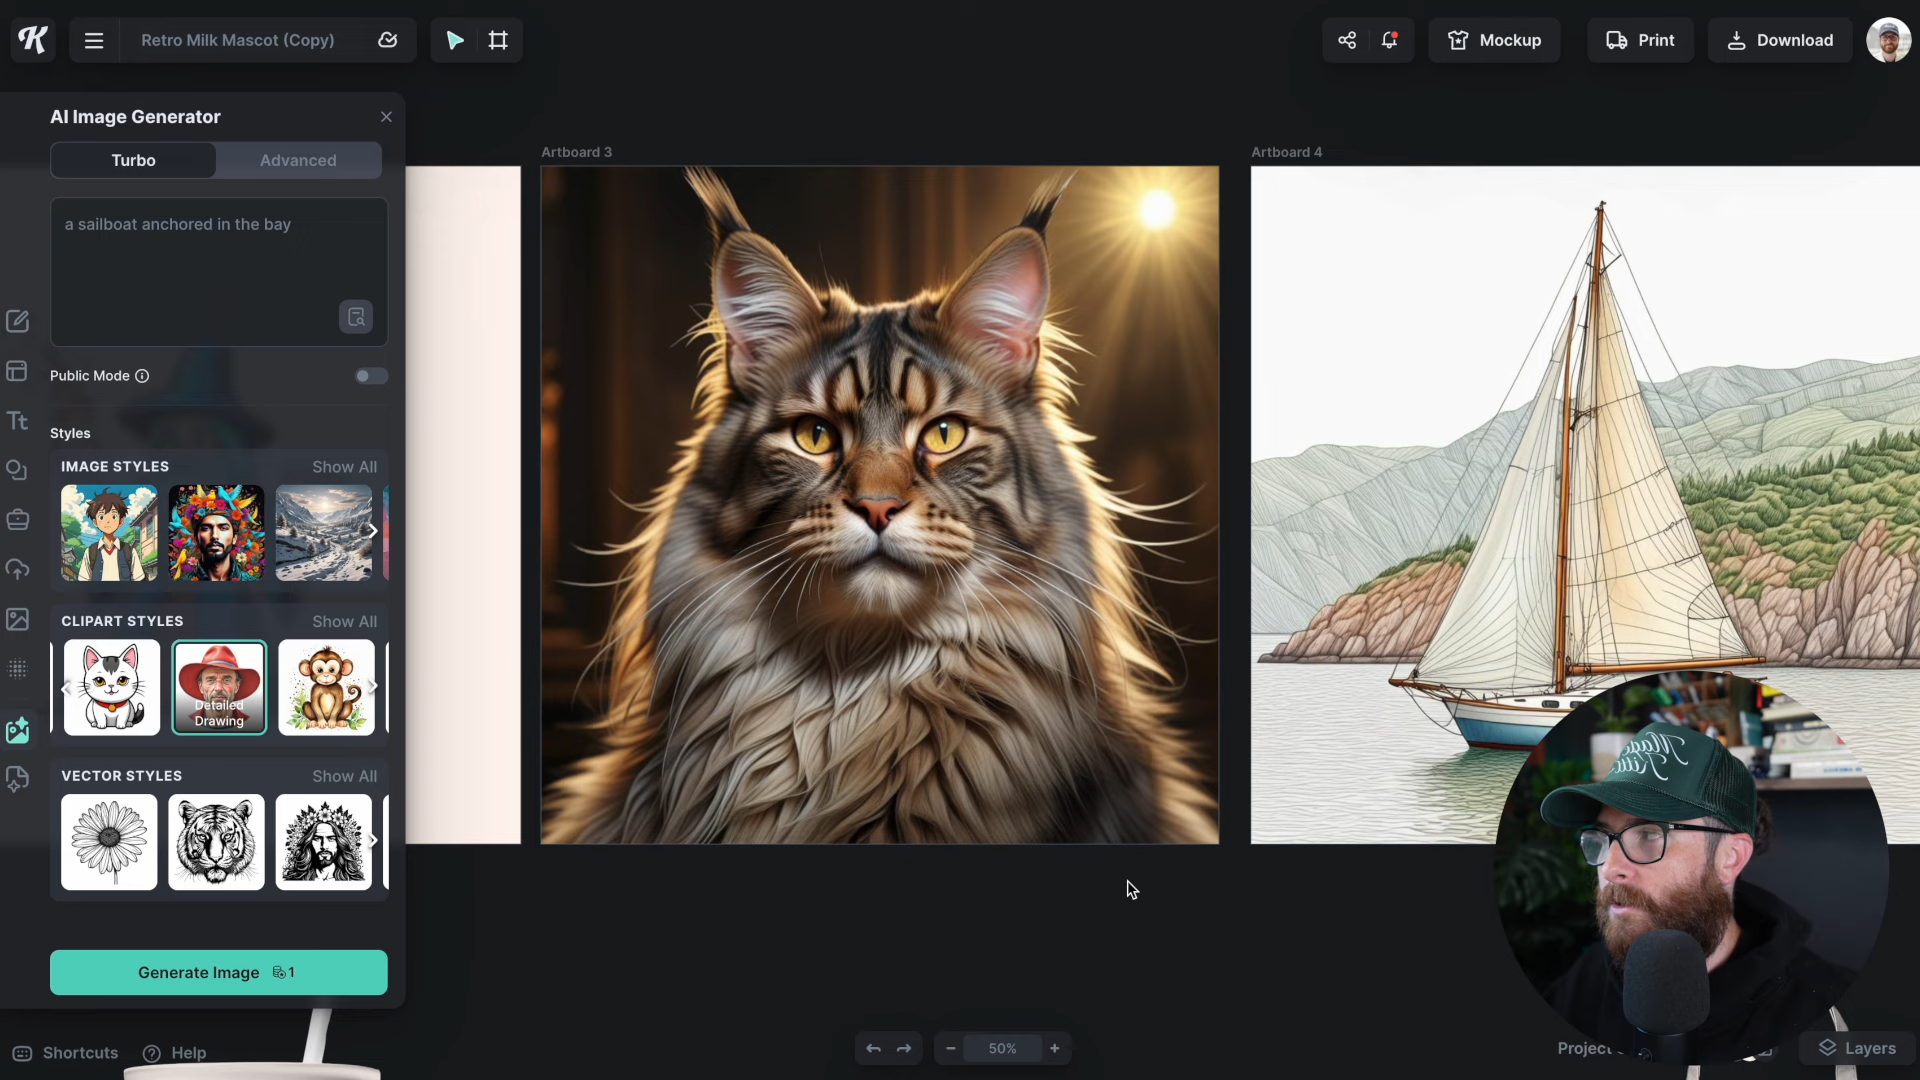 K
Retro Milk Mascot (Copy)
Mockup
Print
Download
AI Image Generator
Turbo
Advanced
a sailboat anchored in the bay
Public Mode
Styles
IMAGE STYLES
Show All
CLIPART STYLES
Show All
Detailed
Drawing
VECTOR STYLES
Show All
Generate Image
1
Artboard 3
Artboard 4
Tt
Shortcuts
Help
50%
Project
Layers